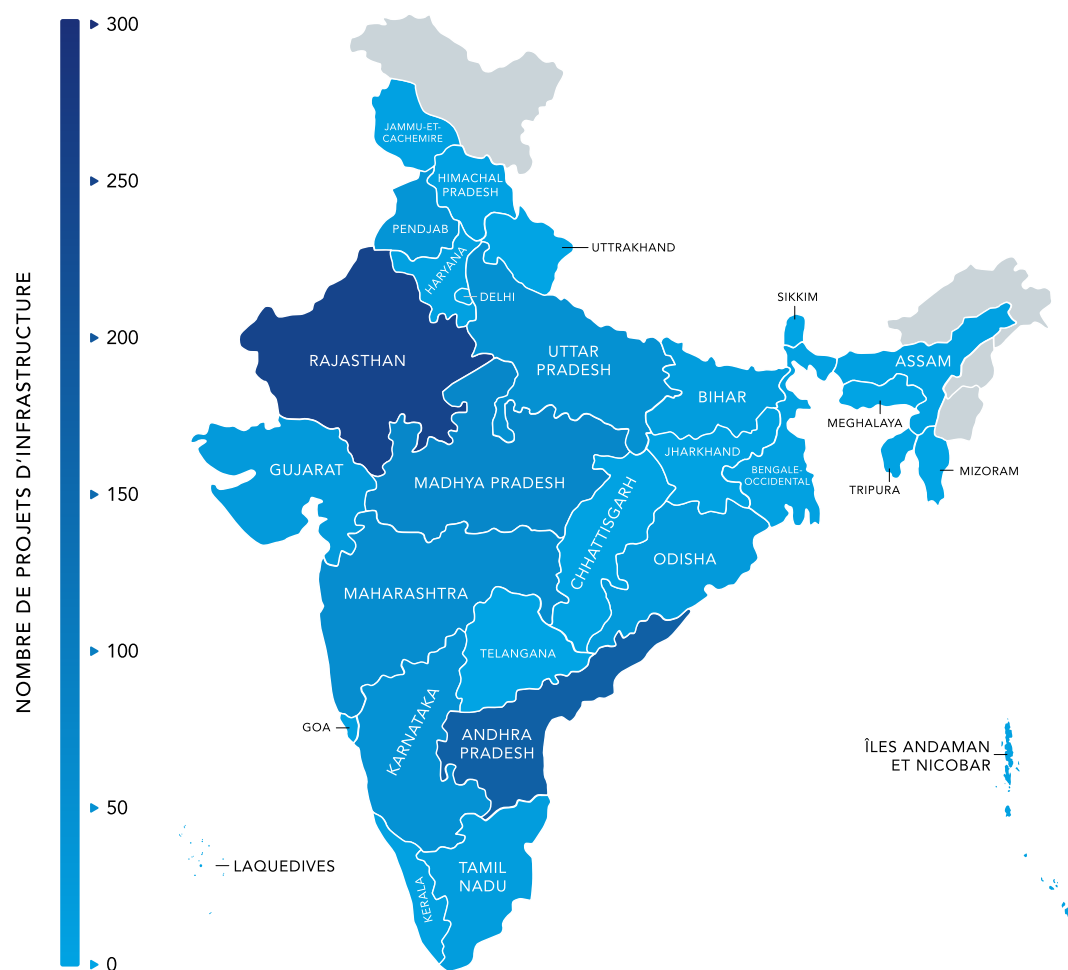 NOMBRE DE PROJETS D'INFRASTRUCTURE
300
250
200
150
100
50
0
JAMMU-ET-
CACHEMIRE
HIMACHAL
PRADESH
PENDJAB
UTTRAKHAND
HARYANA
DELHI
SIKKIM
RAJASTHAN
UTTAR
PRADESH
ASSAM
BIHAR
MEGHALAYA
JHARKHAND
GUJARAT
MADHYA PRADESH
BENGALE-
OCCIDENTAL
MIZORAM
TRIPURA
CHHATTISGARH
ODISHA
MAHARASHTRA
TELANGANA
GOA
KARNATAKA
ANDHRA
PRADESH
ÎLES ANDAMAN
ET NICOBAR
LAQUEDIVES
TAMIL
NADU
KERALA